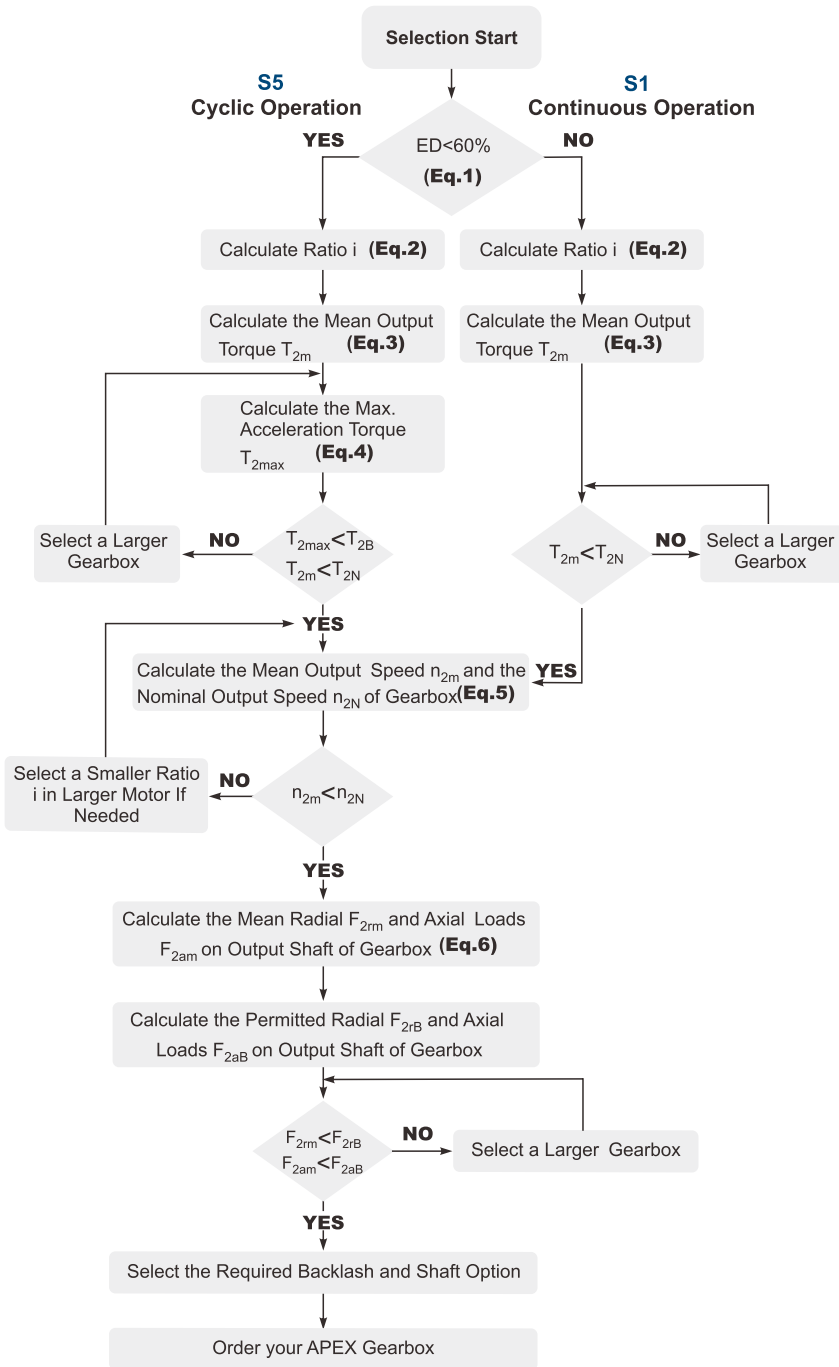 Selection Start
S5
Cyclic Operation
S1
Continuous Operation
YES
ED<60%
(Eq.1)
NO
Calculate Ratio i (Eq.2)
Calculate Ratio i (Eq.2)
Calculate the Mean Output
Torque T2m (Eq.3)
Calculate the Mean Output
Torque T2m (Eq.3)
Calculate the Max.
Acceleration Torque
T2max (Eq.4)
Select a Larger
Gearbox
NO
T2max<T2B
T2m<T2N
T2m<T2N
NO
Select a Larger
Gearbox
YES
Calculate the Mean Output Speed n2m and the
Nominal Output Speed n2N of Gearbox(Eq.5)
YES
Select a Smaller Ratio
i in Larger Motor If
Needed
NO
n2m<n2N
YES
Calculate the Mean Radial F2rm and Axial Loads
F2am on Output Shaft of Gearbox (Eq.6)
Calculate the Permitted Radial F2rB and Axial
Loads F2aB on Output Shaft of Gearbox
F2rm<F2rB
F2am<F2aB
NO
Select a Larger Gearbox
YES
Select the Required Backlash and Shaft Option
Order your APEX Gearbox